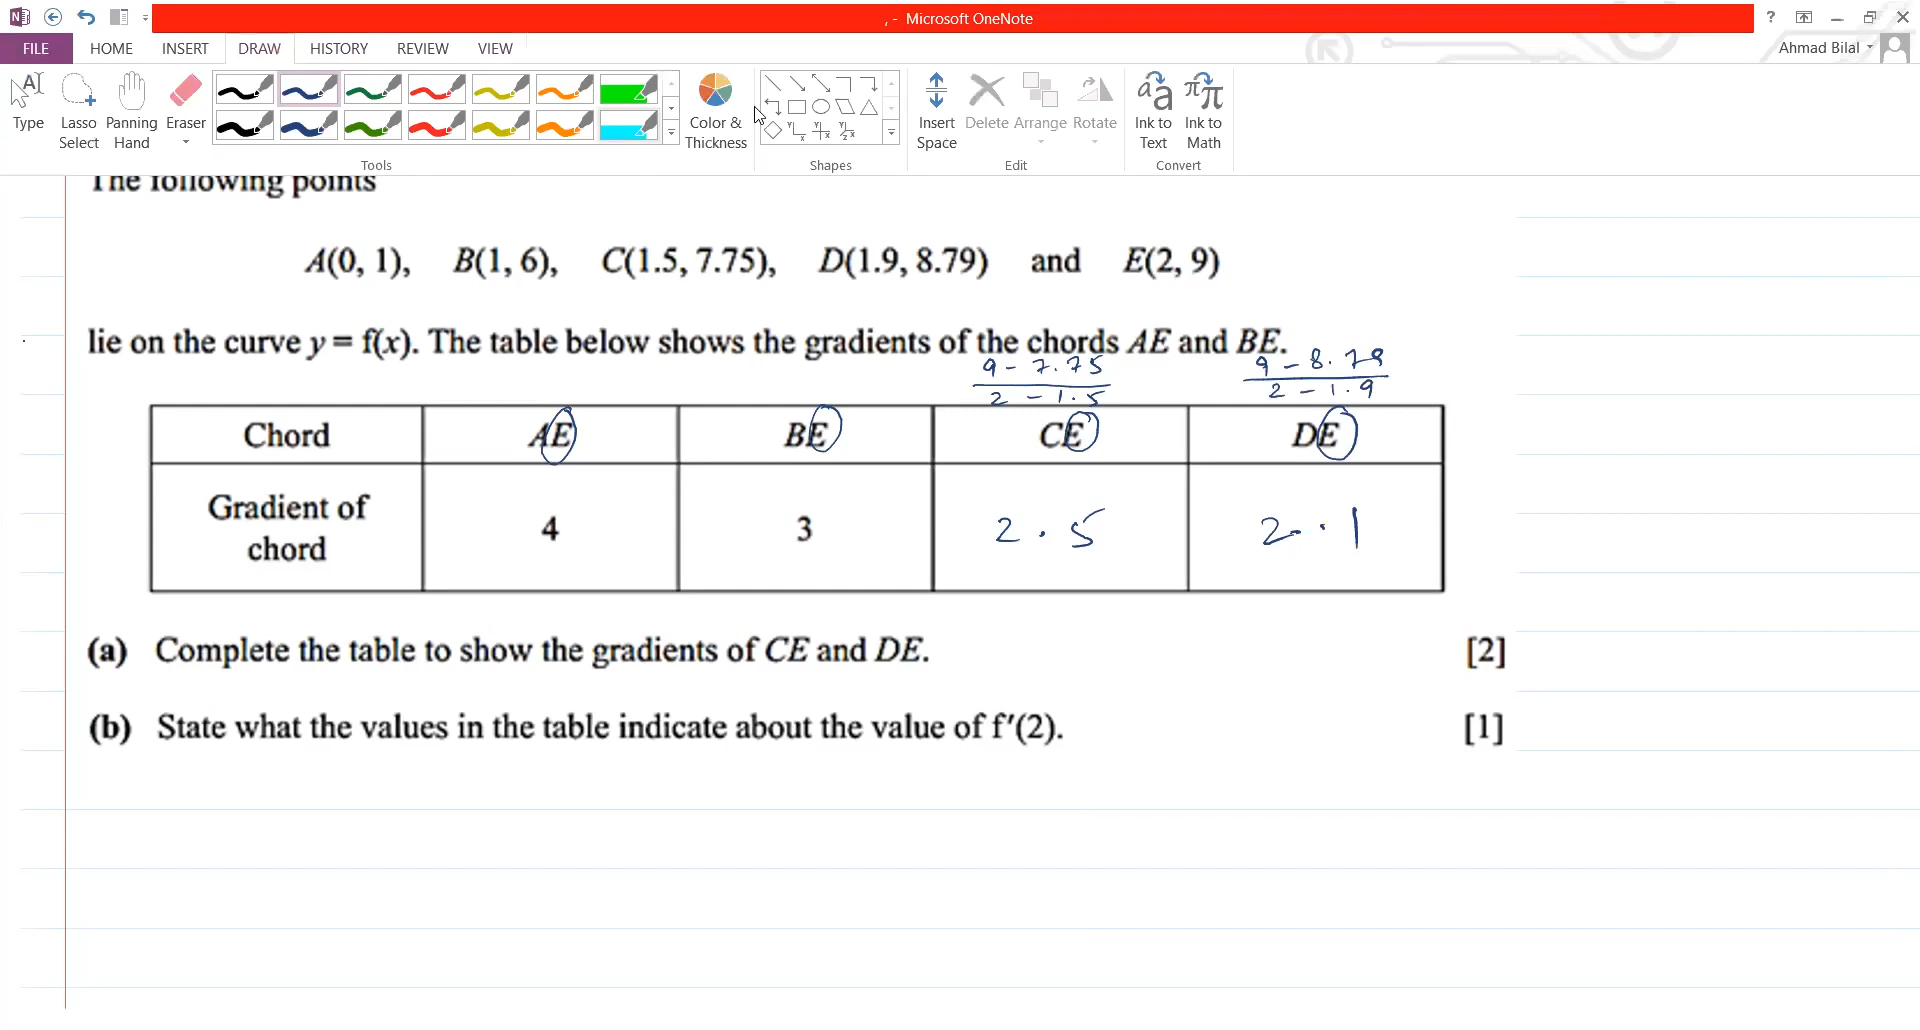 , - Microsoft OneNote
?
FILE HOME INSERT DRAW HISTORY REVIEW VIEW
Ahmad Bilal
Type
Lasso Select
Panning Hand
Eraser
Color & Thickness
Insert Space
Delete
Arrange
Rotate
Ink to Text
Ink to Math
Tools
Shapes
Edit
Convert
The following points
A(0, 1), B(1, 6), C(1.5, 7.75), D(1.9, 8.79) and E(2, 9)
lie on the curve y = f(x). The table below shows the gradients of the chords AE and BE.
9 - 7.75 9 - 8.79
2 - 1.5 2 - 1.9
Chord AE BE CE DE
Gradient of
chord 4 3 2.5 2.1
(a) Complete the table to show the gradients of CE and DE. [2]
(b) State what the values in the table indicate about the value of f′(2). [1]